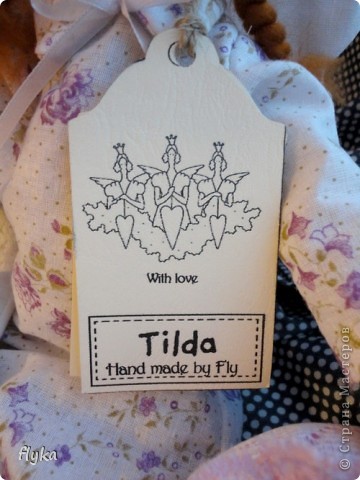 With love
Tilda
Hand made by Fly
flyka
© Страна Мастеров